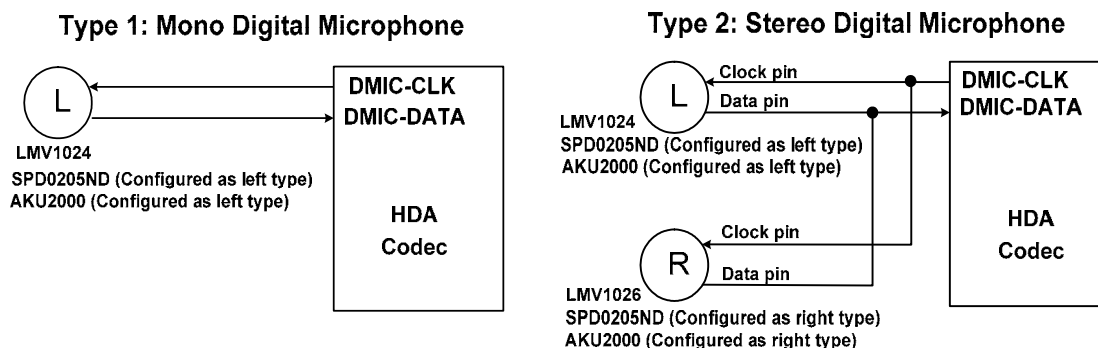 Type 1: Mono Digital Microphone
L
DMIC-CLK
DMIC-DATA
LMV1024
SPD0205ND (Configured as left type)
AKU2000 (Configured as left type)
HDA
Codec
Type 2: Stereo Digital Microphone
Clock pin
L
Data pin
DMIC-CLK
DMIC-DATA
LMV1024
SPD0205ND (Configured as left type)
AKU2000 (Configured as left type)
HDA
Codec
Clock pin
R
Data pin
LMV1026
SPD0205ND (Configured as right type)
AKU2000 (Configured as right type)